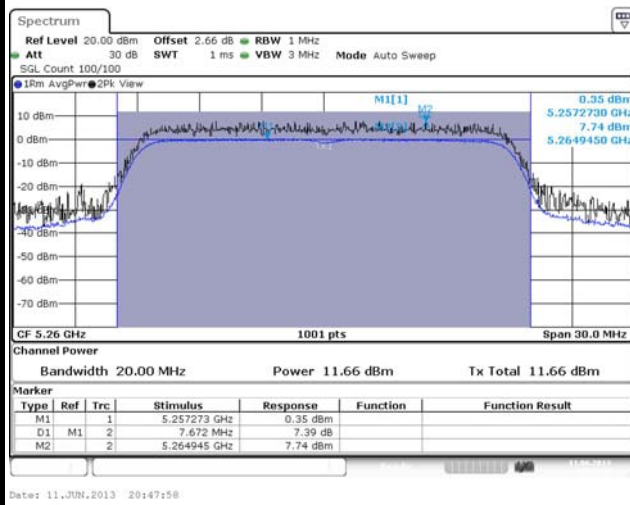 Spectrum
Ref Level 20.00 dBm Offset 2.66 dB RBW 1 MHz
Att 30 dB SWT 1 ms VBW 3 MHz Mode Auto Sweep
SGL Count 100/100
1Rm AvgPwr 2Pk View
M1[1] 0.35 dBm
M2
5.2572730 GHz
10 dBm
7.74 dBm
5.2649450 GHz
0 dBm
-10 dBm
-20 dBm
-40 dBm
-50 dBm
-60 dBm
-70 dBm
CF 5.26 GHz 1001 pts Span 30.0 MHz
Channel Power
Bandwidth 20.00 MHz Power 11.66 dBm Tx Total 11.66 dBm
Marker
Type Ref Trc Stimulus Response Function Function Result
M1 1 5.257273 GHz 0.35 dBm
D1 M1 2 7.672 MHz 7.39 dB
M2 2 5.264945 GHz 7.74 dBm
Date: 11.JUN.2013 20:47:58